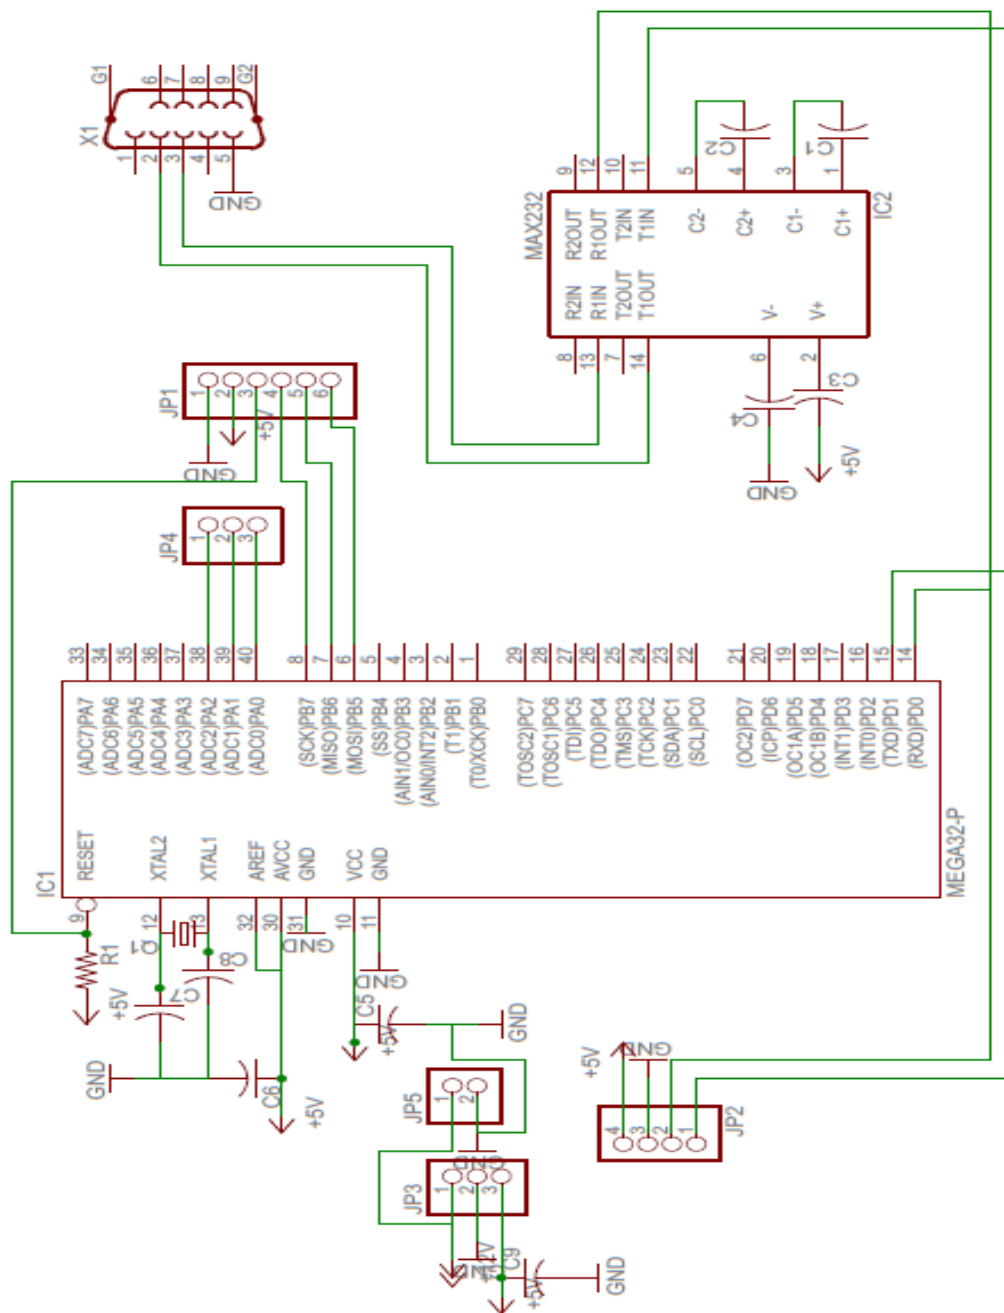 X1
G1
6
7
8
9
G2
1
2
3
4
5
GND
MAX232
IC2
9
12
10
11
5
4
3
1
R2OUT
R1OUT
T2IN
T1IN
C2-
C2+
C1-
C1+
R2IN
R1IN
T2OUT
T1OUT
V-
V+
8
13
7
14
6
2
C2
C1
C4
C3
GND
+5V
JP1
1
2
3
4
5
6
+5V
GND
JP4
1
2
3
IC1
MEGA32-P
33
34
35
36
37
38
39
40
8
7
6
5
4
3
2
1
29
28
27
26
25
24
23
22
21
20
19
18
17
16
15
14
(ADC7)PA7
(ADC6)PA6
(ADC5)PA5
(ADC4)PA4
(ADC3)PA3
(ADC2)PA2
(ADC1)PA1
(ADC0)PA0
(SCK)PB7
(MISO)PB6
(MOSI)PB5
(SS)PB4
(AIN1/OC0)PB3
(AIN0/INT2)PB2
(T1)PB1
(T0/XCK)PB0
(TOSC2)PC7
(TOSC1)PC6
(TDI)PC5
(TDO)PC4
(TMS)PC3
(TCK)PC2
(SDA)PC1
(SCL)PC0
(OC2)PD7
(ICP)PD6
(OC1A)PD5
(OC1B)PD4
(INT1)PD3
(INT0)PD2
(TXD)PD1
(RXD)PD0
RESET
XTAL2
XTAL1
AREF
AVCC
GND
VCC
GND
9
12
13
32
30
31
10
11
R1
Q1
C8
C7
+5V
GND
GND
GND
C6
+5V
C5
+5V
GND
JP5
1
2
GND
JP3
1
2
3
GND
+12V
C9
+5V
GND
JP2
4
3
2
1
+5V
GND